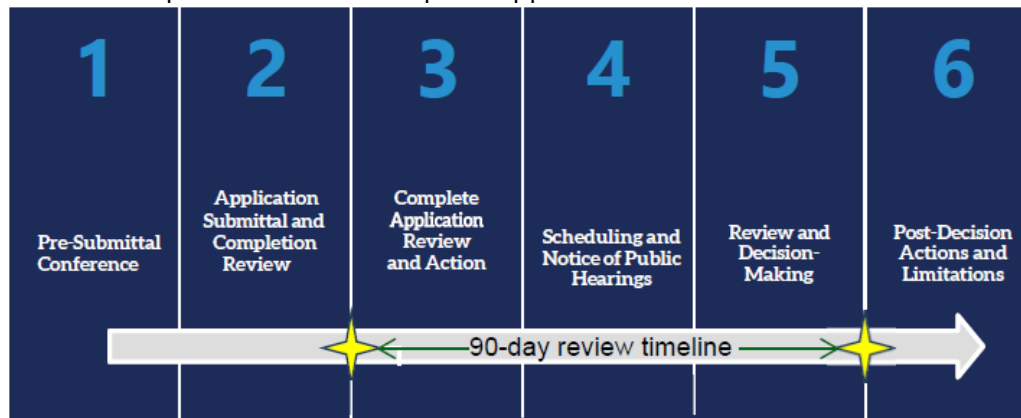 1
2
3
4
5
6
Pre-Submittal
Conference
Application
Submittal and
Completion
Review
Complete
Application
Review
and Action
Scheduling and
Notice of Public
Hearings
Review and
Decision-
Making
Post-Decision
Actions and
Limitations
90-day review timeline